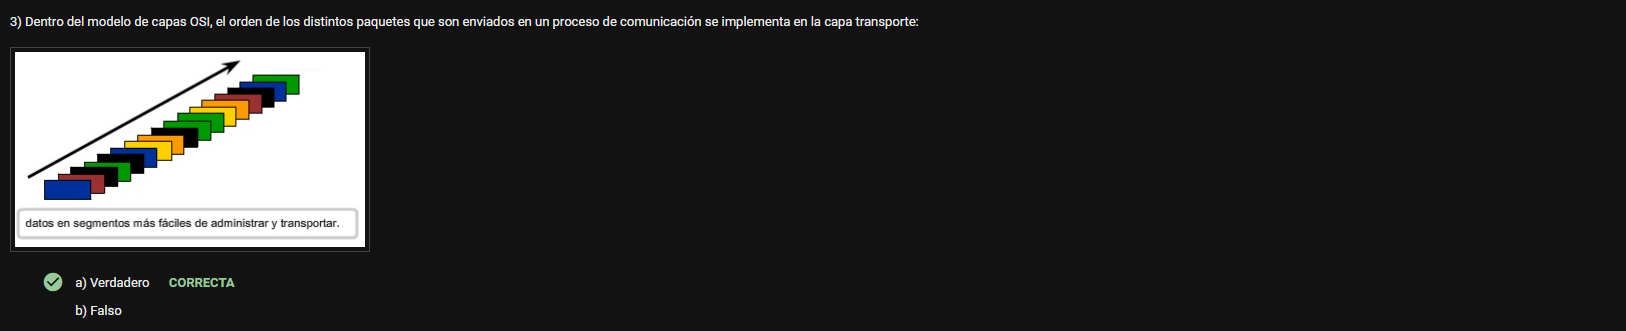 3) Dentro del modelo de capas OSI, el orden de los distintos paquetes que son enviados en un proceso de comunicación se implementa en la capa transporte:
datos en segmentos más fáciles de administrar y transportar.
a) Verdadero CORRECTA
b) Falso